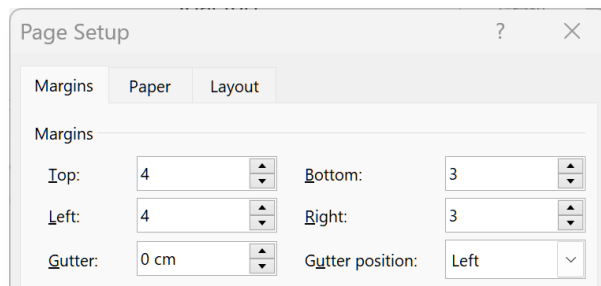 Page Setup ?
Margins Paper Layout
Margins
Top: 4 Bottom: 3
Left: 4 Right: 3
Gutter: 0 cm Gutter position: Left